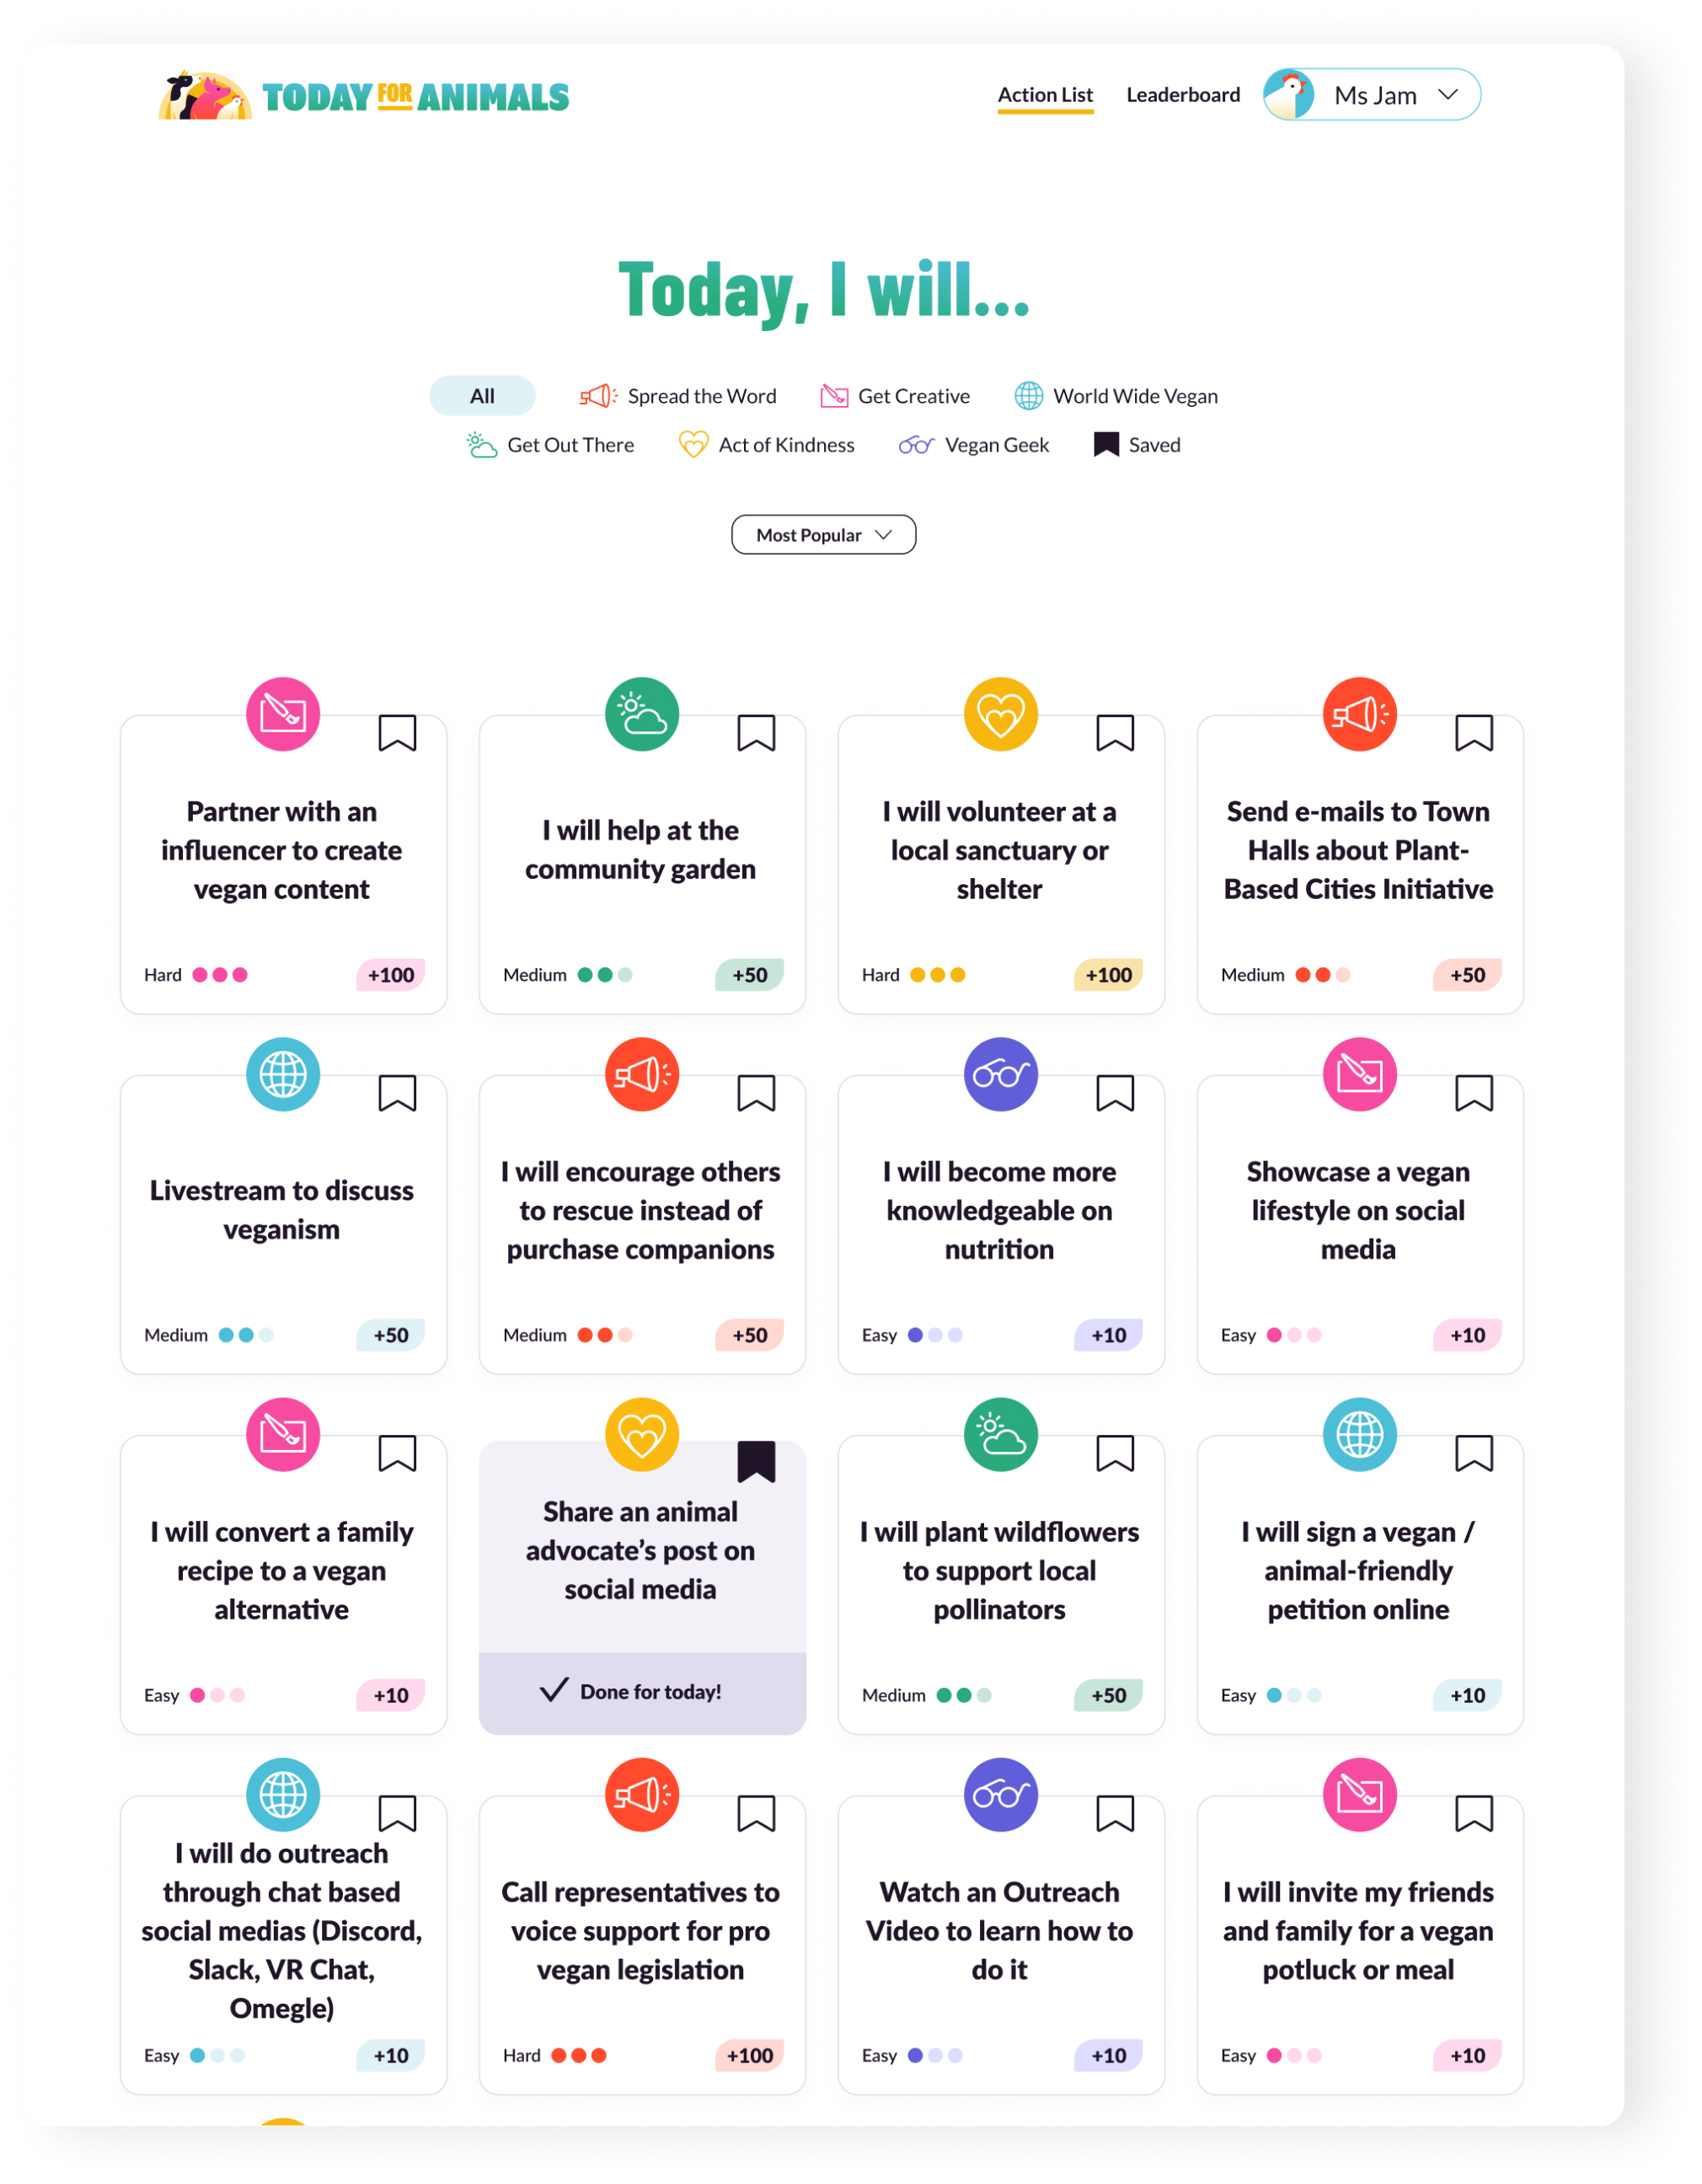 TODAY FOR ANIMALS
Action List
Leaderboard
Ms Jam
Today, I will...
All
Spread the Word
Get Creative
World Wide Vegan
Get Out There
Act of Kindness
Vegan Geek
Saved
Most Popular
Partner with an
influencer to create
vegan content
Hard
+100
I will help at the
community garden
Medium
+50
I will volunteer at a
local sanctuary or
shelter
Hard
+100
Send e-mails to Town
Halls about Plant-
Based Cities Initiative
Medium
+50
Livestream to discuss
veganism
Medium
+50
I will encourage others
to rescue instead of
purchase companions
Medium
+50
I will become more
knowledgeable on
nutrition
Easy
+10
Showcase a vegan
lifestyle on social
media
Easy
+10
I will convert a family
recipe to a vegan
alternative
Easy
+10
Share an animal
advocate’s post on
social media
Done for today!
I will plant wildflowers
to support local
pollinators
Medium
+50
I will sign a vegan /
animal-friendly
petition online
Easy
+10
I will do outreach
through chat based
social medias (Discord,
Slack, VR Chat,
Omegle)
Easy
+10
Call representatives to
voice support for pro
vegan legislation
Hard
+100
Watch an Outreach
Video to learn how to
do it
Easy
+10
I will invite my friends
and family for a vegan
potluck or meal
Easy
+10